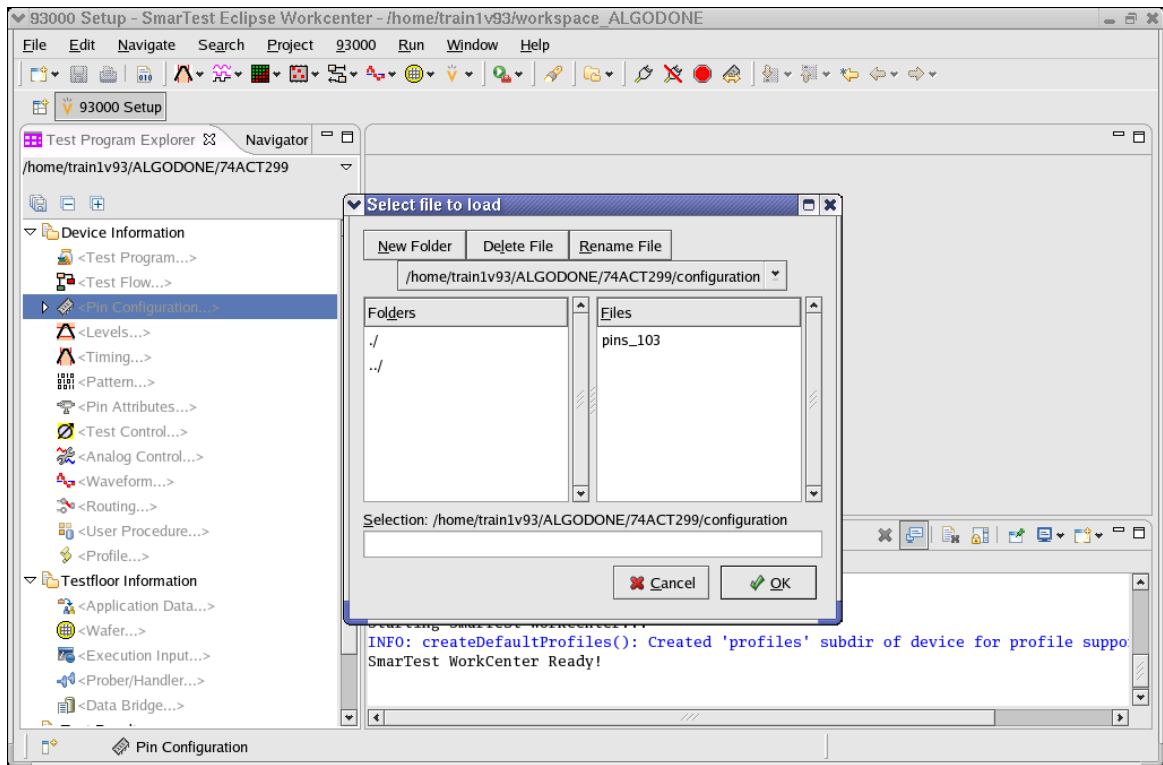 93000 Setup - SmarTest Eclipse Workcenter - /home/train1v93/workspace_ALGODONE
File Edit Navigate Search Project 93000 Run Window Help
93000 Setup
Test Program Explorer Navigator
/home/train1v93/ALGODONE/74ACT299
Device Information
<Test Program...>
<Test Flow...>
<Pin Configuration...>
<Levels...>
<Timing...>
<Pattern...>
<Pin Attributes...>
<Test Control...>
<Analog Control...>
<Waveform...>
<Routing...>
<User Procedure...>
<Profile...>
Testfloor Information
<Application Data...>
<Wafer...>
<Execution Input...>
<Prober/Handler...>
<Data Bridge...>
Select file to load
New Folder Delete File Rename File
/home/train1v93/ALGODONE/74ACT299/configuration
Folders Files
./ pins_103
../
Selection: /home/train1v93/ALGODONE/74ACT299/configuration
Cancel OK
Starting SmarTest WorkCenter...
INFO: createDefaultProfiles(): Created 'profiles' subdir of device for profile suppo
SmarTest WorkCenter Ready!
Pin Configuration